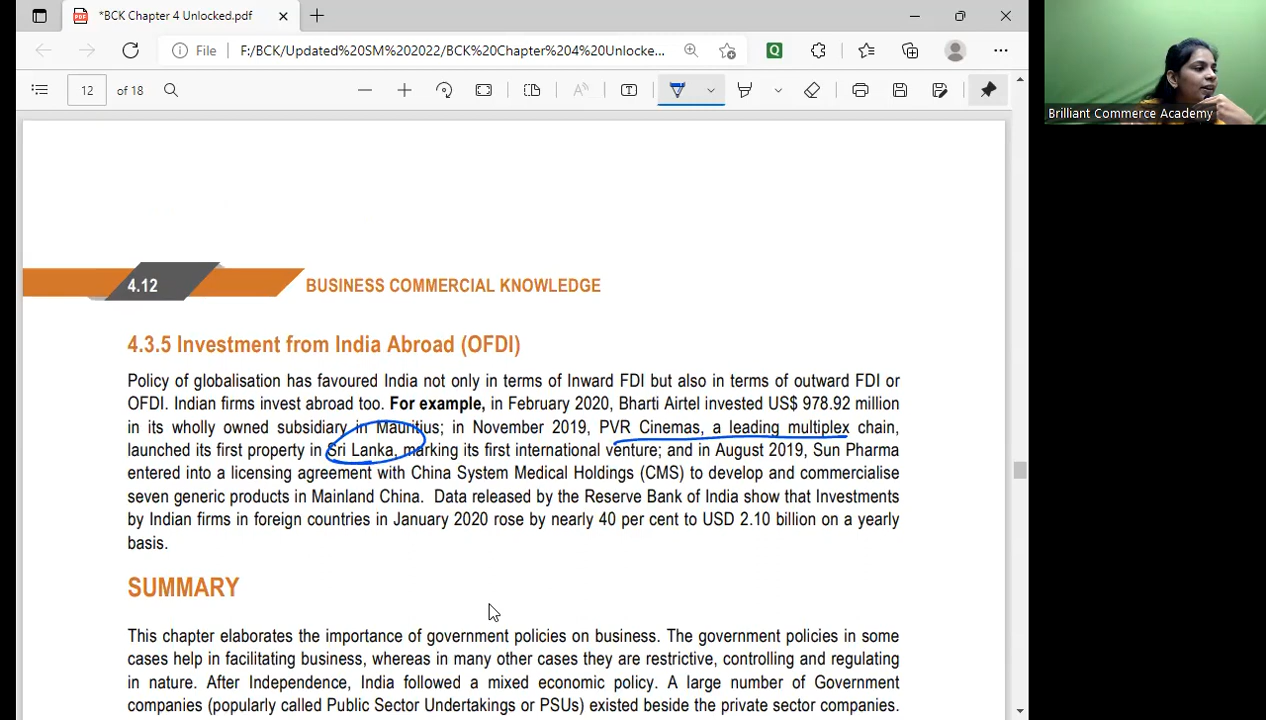 *BCK Chapter 4 Unlocked.pdf
File F:/BCK/Updated%20SM%202022/BCK%20Chapter%204%20Unlocke...
12 of 18
Brilliant Commerce Academy
4.12 BUSINESS COMMERCIAL KNOWLEDGE
4.3.5 Investment from India Abroad (OFDI)
Policy of globalisation has favoured India not only in terms of Inward FDI but also in terms of outward FDI or
OFDI. Indian firms invest abroad too. For example, in February 2020, Bharti Airtel invested US$ 978.92 million
in its wholly owned subsidiary in Mauritius; in November 2019, PVR Cinemas, a leading multiplex chain,
launched its first property in Sri Lanka, marking its first international venture; and in August 2019, Sun Pharma
entered into a licensing agreement with China System Medical Holdings (CMS) to develop and commercialise
seven generic products in Mainland China. Data released by the Reserve Bank of India show that Investments
by Indian firms in foreign countries in January 2020 rose by nearly 40 per cent to USD 2.10 billion on a yearly
basis.
SUMMARY
This chapter elaborates the importance of government policies on business. The government policies in some
cases help in facilitating business, whereas in many other cases they are restrictive, controlling and regulating
in nature. After Independence, India followed a mixed economic policy. A large number of Government
companies (popularly called Public Sector Undertakings or PSUs) existed beside the private sector companies.